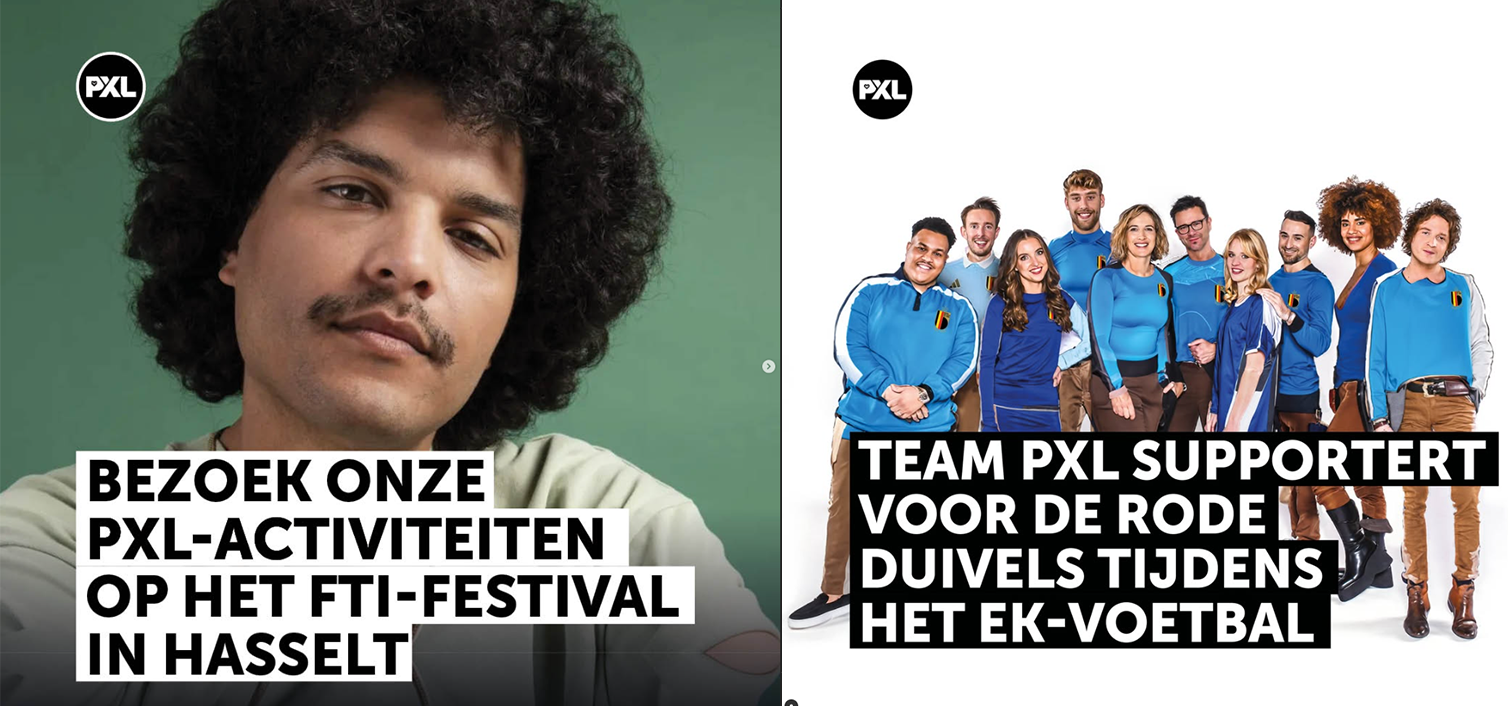 PXL
BEZOEK ONZE
PXL-ACTIVITEITEN
OP HET FTI-FESTIVAL
IN HASSELT
PXL
TEAM PXL SUPPORTERT
VOOR DE RODE
DUIVELS TIJDENS
HET EK-VOETBAL